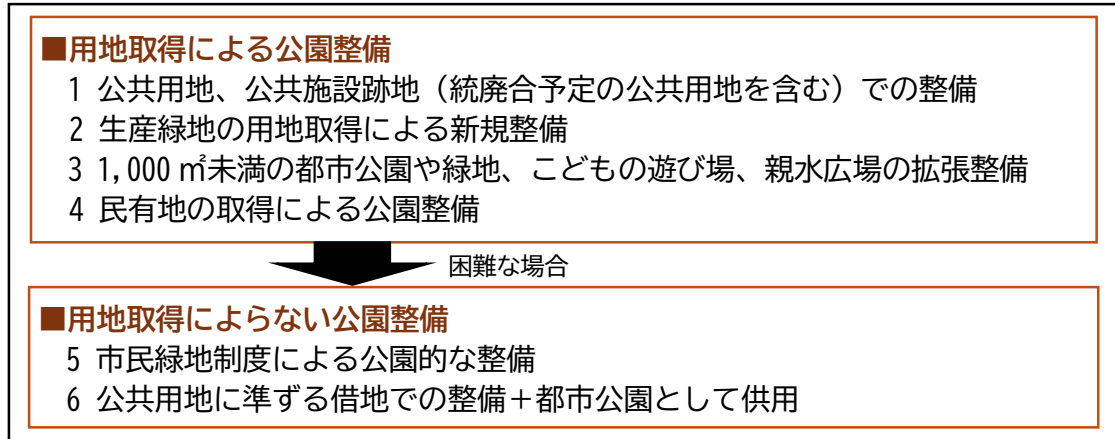 ■用地取得による公園整備
1 公共用地、公共施設跡地（統廃合予定の公共用地を含む）での整備
2 生産緑地の用地取得による新規整備
3 1,000 ㎡未満の都市公園や緑地、こどもの遊び場、親水広場の拡張整備
4 民有地の取得による公園整備
困難な場合
■用地取得によらない公園整備
5 市民緑地制度による公園的な整備
6 公共用地に準ずる借地での整備＋都市公園として供用